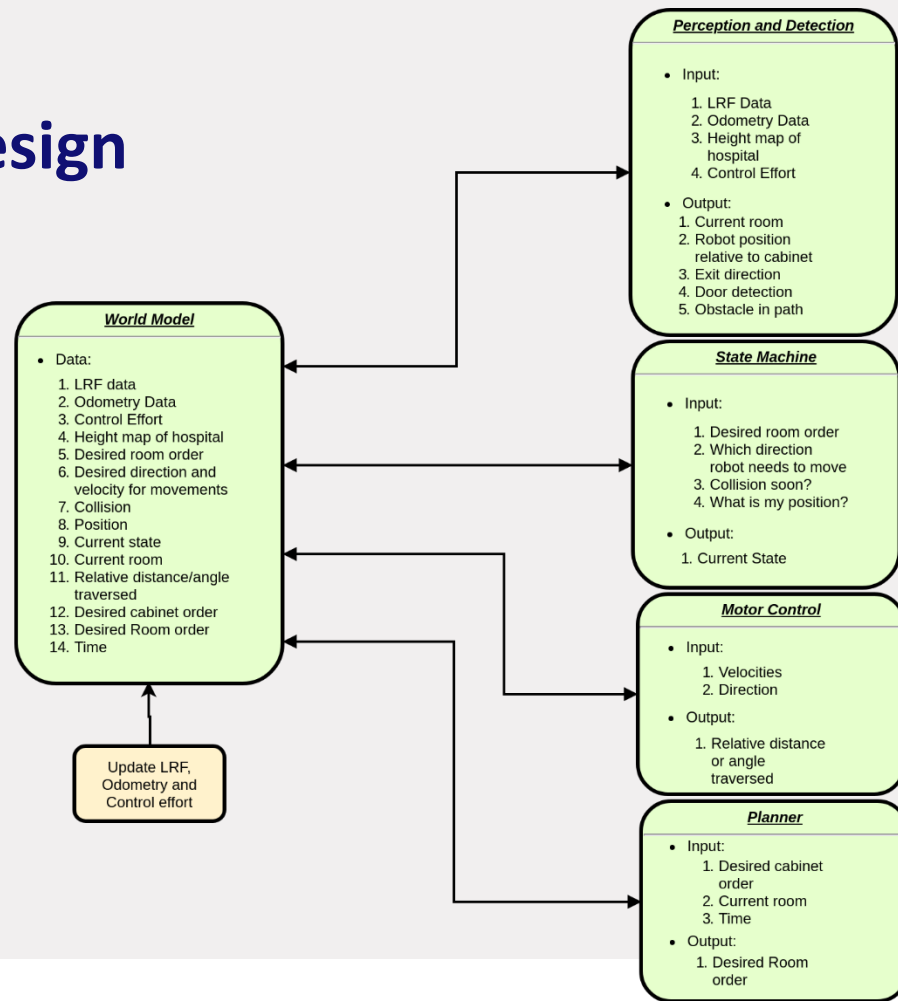 esign
World Model
• Data:
1. LRF data
2. Odometry Data
3. Control Effort
4. Height map of hospital
5. Desired room order
6. Desired direction and
velocity for movements
7. Collision
8. Position
9. Current state
10. Current room
11. Relative distance/angle
traversed
12. Desired cabinet order
13. Desired Room order
14. Time
Update LRF,
Odometry and
Control effort
Perception and Detection
• Input:
1. LRF Data
2. Odometry Data
3. Height map of
hospital
4. Control Effort
• Output:
1. Current room
2. Robot position
relative to cabinet
3. Exit direction
4. Door detection
5. Obstacle in path
State Machine
• Input:
1. Desired room order
2. Which direction
robot needs to move
3. Collision soon?
4. What is my position?
• Output:
1. Current State
Motor Control
• Input:
1. Velocities
2. Direction
• Output:
1. Relative distance
or angle
traversed
Planner
• Input:
1. Desired cabinet
order
2. Current room
3. Time
• Output:
1. Desired Room
order